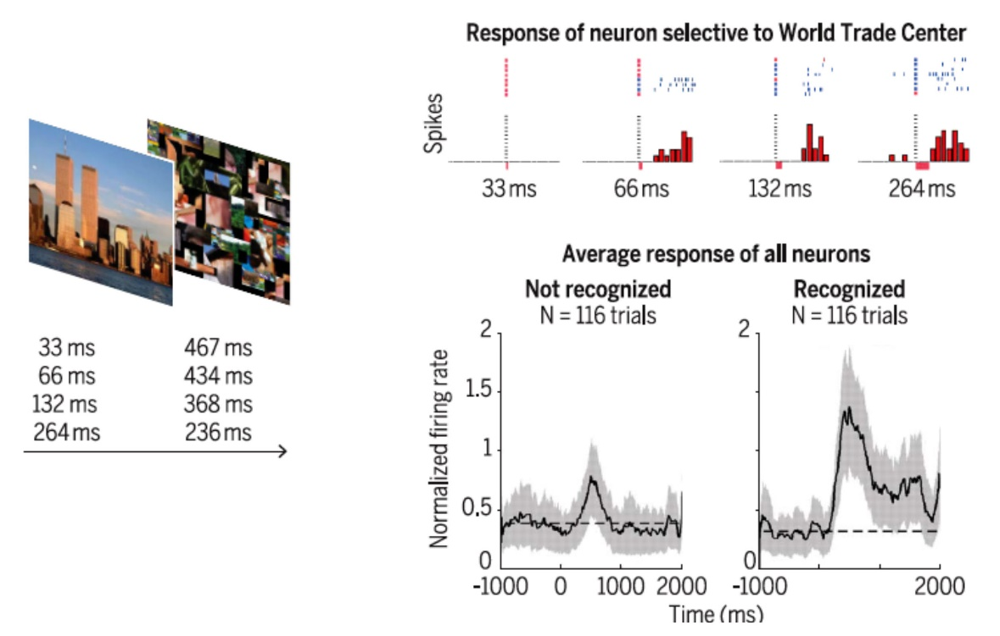 Response of neuron selective to World Trade Center
Spikes
33 ms
66 ms
132 ms
264 ms
33 ms 467 ms
66 ms 434 ms
132 ms 368 ms
264 ms 236 ms
Average response of all neurons
Not recognized
N = 116 trials
Recognized
N = 116 trials
Normalized firing rate
2
1.5
1
0.5
0
-1000 0 1000 2000
2
0
-1000 2000
Time (ms)